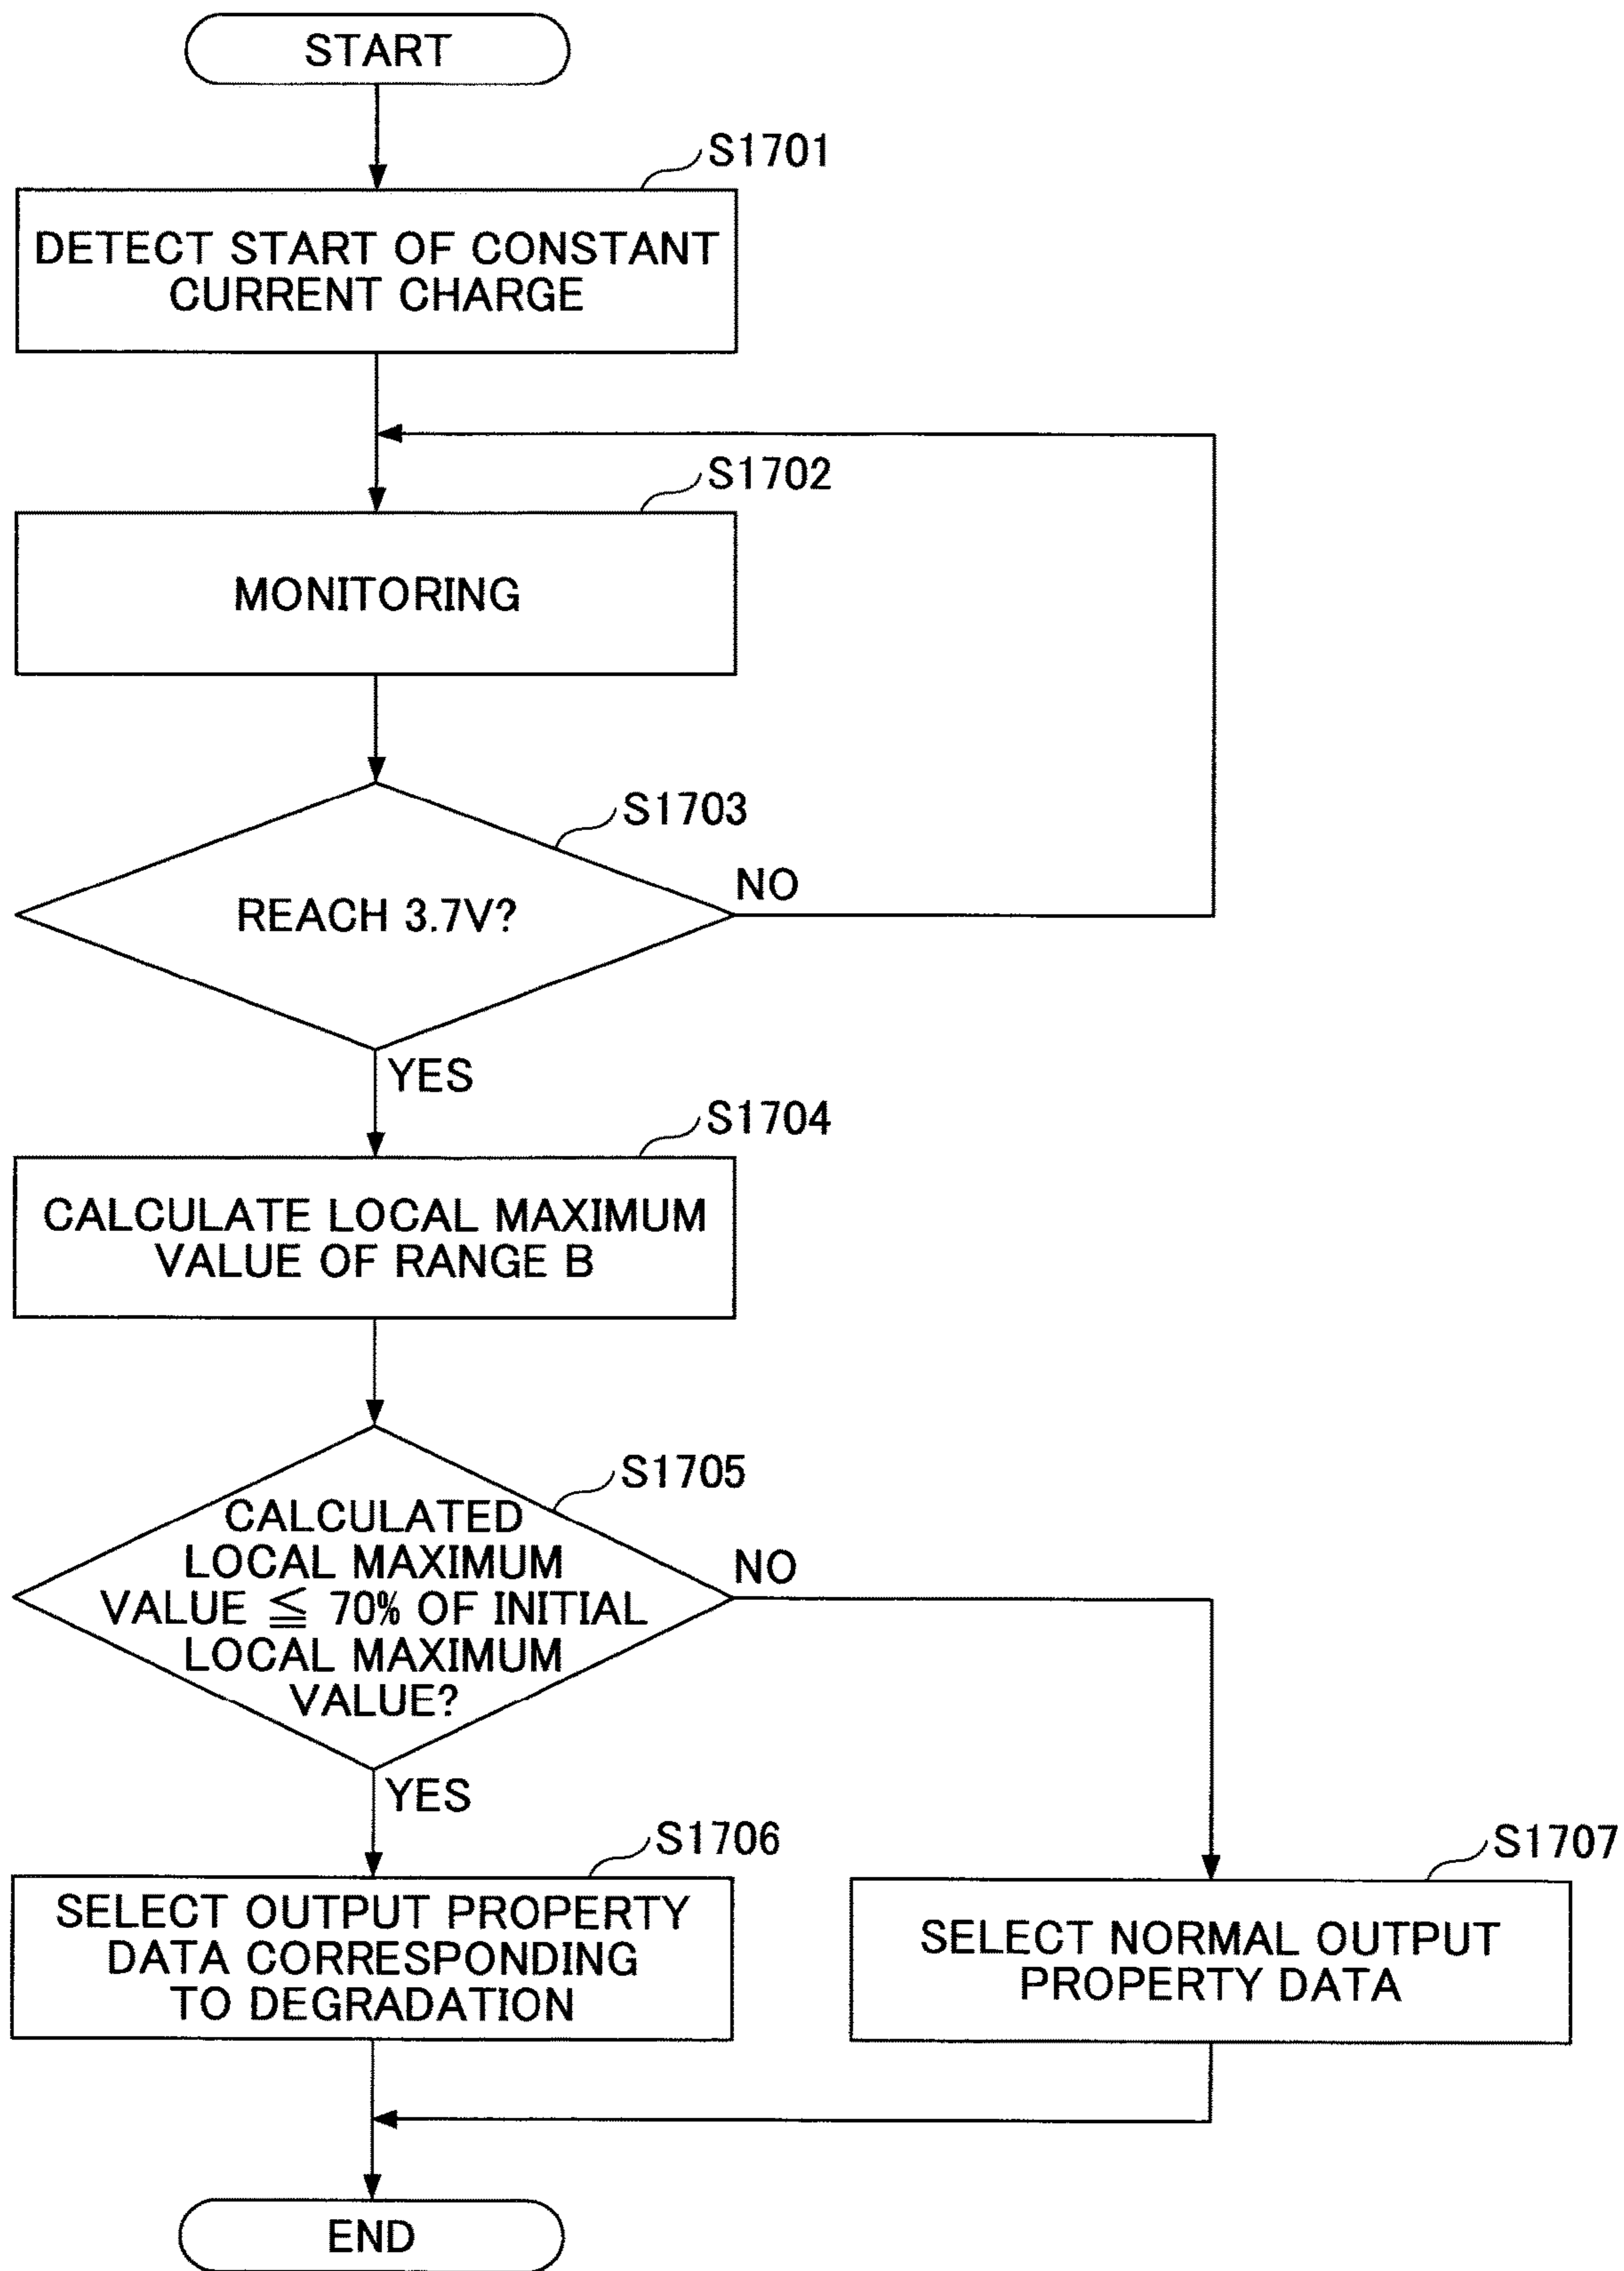 START
S1701
DETECT START OF CONSTANT
CURRENT CHARGE
S1702
MONITORING
S1703
REACH 3.7V?
NO
YES
S1704
CALCULATE LOCAL MAXIMUM
VALUE OF RANGE B
S1705
CALCULATED
LOCAL MAXIMUM
VALUE ≦ 70% OF INITIAL
LOCAL MAXIMUM
VALUE?
NO
YES
S1706
SELECT OUTPUT PROPERTY
DATA CORRESPONDING
TO DEGRADATION
S1707
SELECT NORMAL OUTPUT
PROPERTY DATA
END